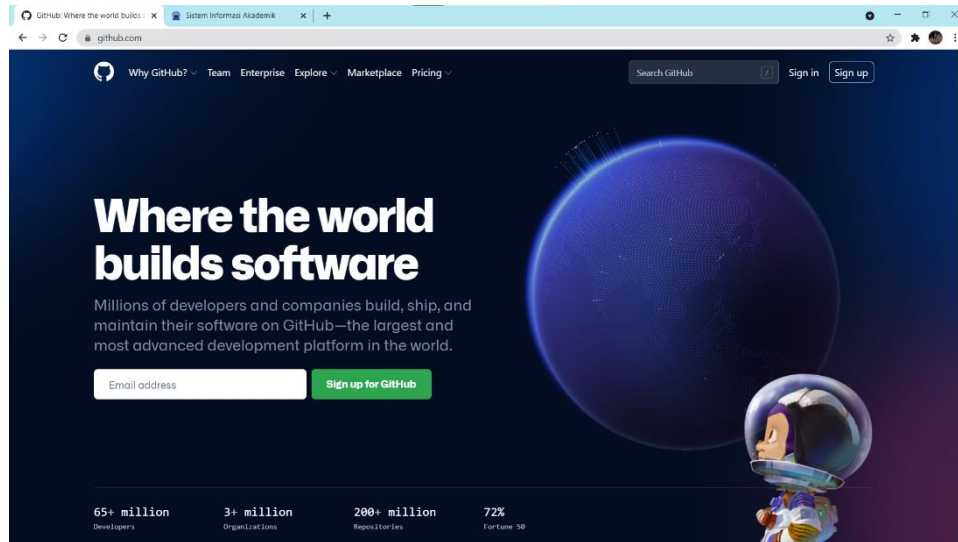 GitHub: Where the world builds
Sistem Informasi Akademik
github.com
Why GitHub? Team Enterprise Explore Marketplace Pricing
Search GitHub /
Sign in Sign up
Where the world
builds software
Millions of developers and companies build, ship, and
maintain their software on GitHub—the largest and
most advanced development platform in the world.
Email address
Sign up for GitHub
65+ million 3+ million 200+ million 72%
Developers Organizations Repositories Fortune 50